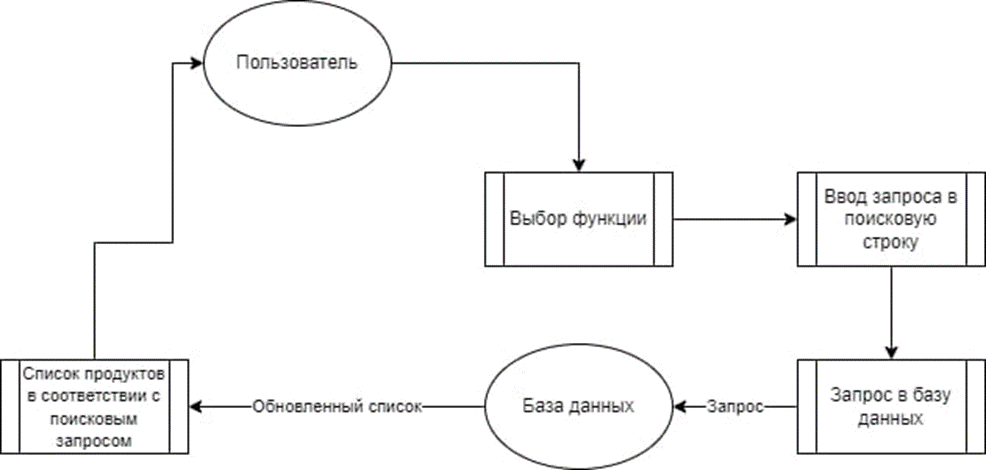 Пользователь
Выбор функции
Ввод запроса в
поисковую
строку
Запрос в базу
данных
Запрос
База данных
Обновленный список
Список продуктов
в соответствии с
поисковым
запросом